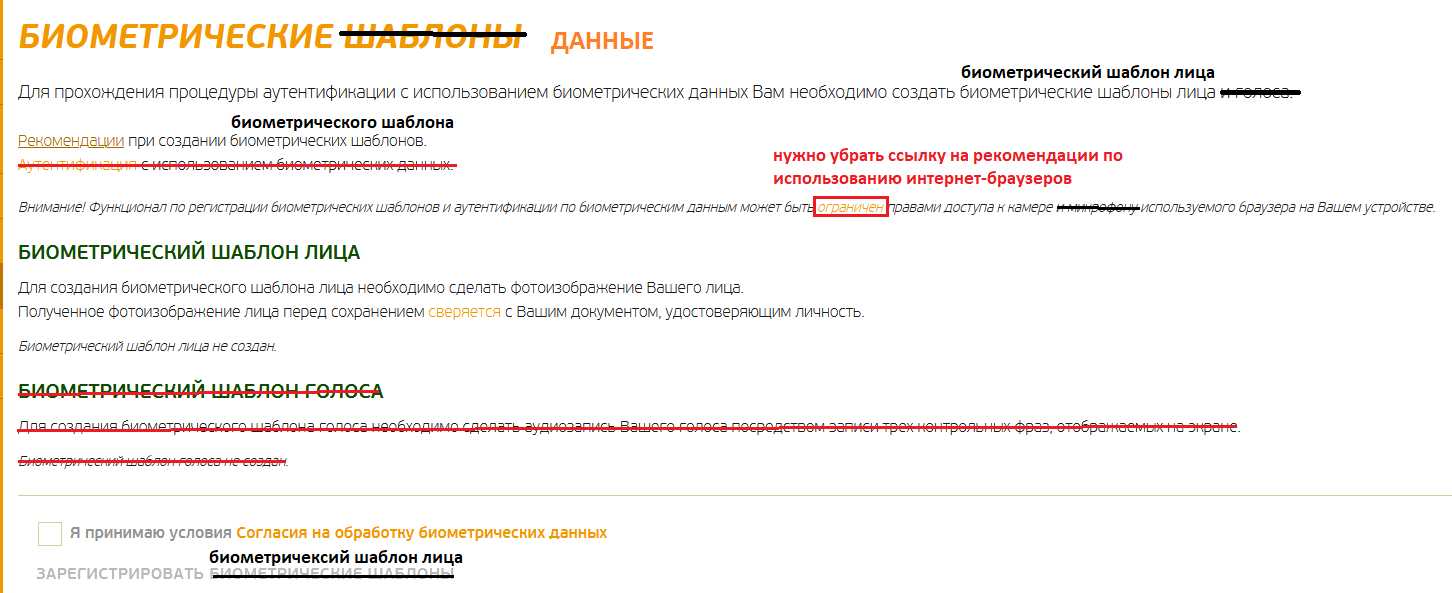 БИОМЕТРИЧЕСКИЕ ШАБЛОНЫ ДАННЫЕ
биометрический шаблон лица
Для прохождения процедуры аутентификации с использованием биометрических данных Вам необходимо создать биометрические шаблоны лица и голоса.
биометрического шаблона
Рекомендации при создании биометрических шаблонов.
Аутентификация с использованием биометрических данных.
нужно убрать ссылку на рекомендации по
использованию интернет-браузеров
Внимание! Функционал по регистрации биометрических шаблонов и аутентификации по биометрическим данным может быть ограничен правами доступа к камере и микрофону используемого браузера на Вашем устройстве.
БИОМЕТРИЧЕСКИЙ ШАБЛОН ЛИЦА
Для создания биометрического шаблона лица необходимо сделать фотоизображение Вашего лица.
Полученное фотоизображение лица перед сохранением сверяется с Вашим документом, удостоверяющим личность.
Биометрический шаблон лица не создан.
БИОМЕТРИЧЕСКИЙ ШАБЛОН ГОЛОСА
Для создания биометрического шаблона голоса необходимо сделать аудиозапись Вашего голоса посредством записи трех контрольных фраз, отображаемых на экране.
Биометрический шаблон голоса не создан.
Я принимаю условия Согласия на обработку биометрических данных
биометричексий шаблон лица
ЗАРЕГИСТРИРОВАТЬ БИОМЕТРИЧЕСКИЕ ШАБЛОНЫ